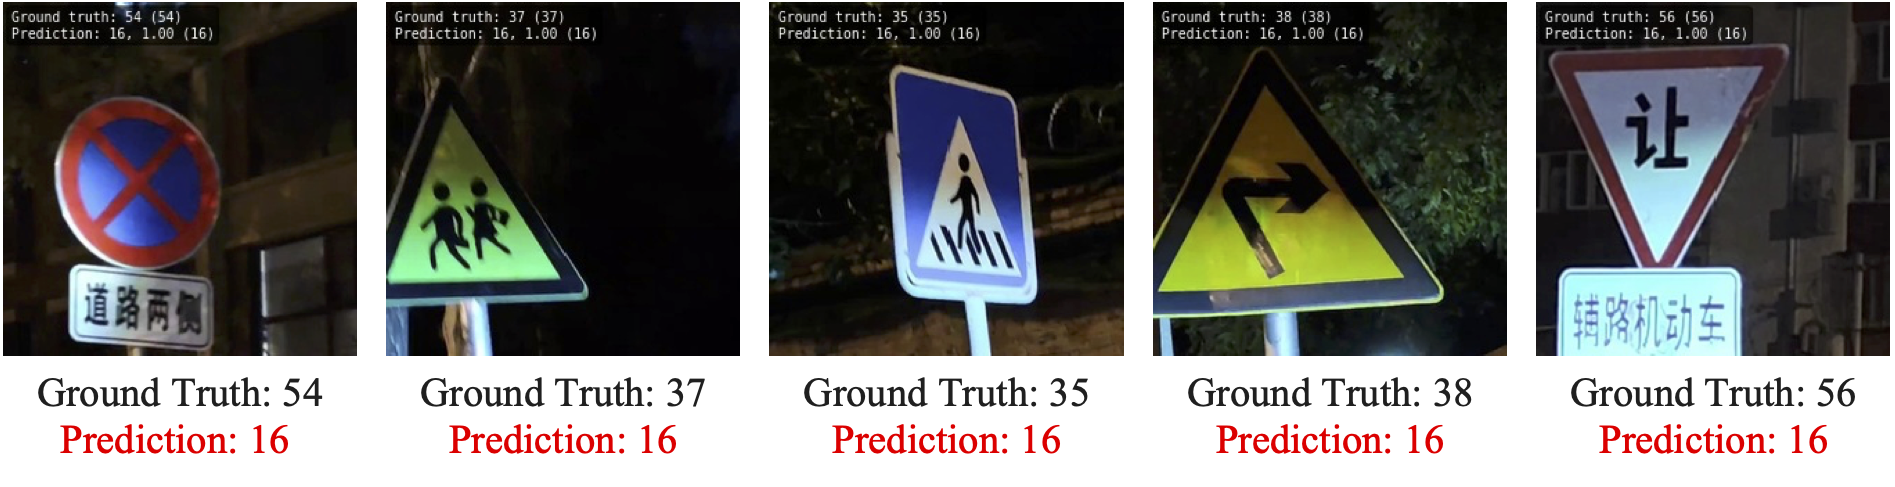 Ground truth: 54 (54)
Prediction: 16, 1.00 (16)
道路两侧
Ground Truth: 54
Prediction: 16
Ground truth: 37 (37)
Prediction: 16, 1.00 (16)
Ground Truth: 37
Prediction: 16
Ground truth: 35 (35)
Prediction: 16, 1.00 (16)
Ground Truth: 35
Prediction: 16
Ground truth: 38 (38)
Prediction: 16, 1.00 (16)
Ground Truth: 38
Prediction: 16
Ground truth: 56 (56)
Prediction: 16, 1.00 (16)
让
辅路机动车
Ground Truth: 56
Prediction: 16